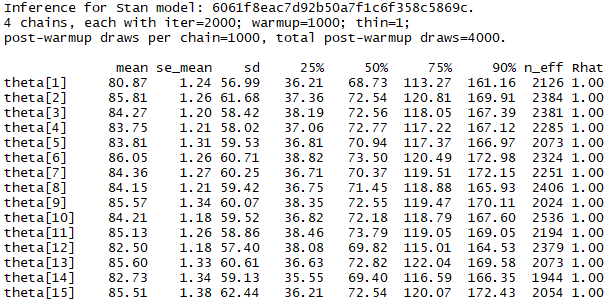 Inference for Stan model: 6061f8eac7d92b50a7f1c6f358c5869c.
4 chains, each with iter=2000; warmup=1000; thin=1;
post-warmup draws per chain=1000, total post-warmup draws=4000.
mean se_mean sd 25% 50% 75% 90% n_eff Rhat
theta[1] 80.87 1.24 56.99 36.21 68.73 113.27 161.16 2126 1.00
theta[2] 85.81 1.26 61.68 37.36 72.54 120.81 169.91 2384 1.00
theta[3] 84.27 1.20 58.42 38.19 72.56 118.05 167.39 2381 1.00
theta[4] 83.75 1.21 58.02 37.06 72.77 117.22 167.12 2285 1.00
theta[5] 83.81 1.31 59.53 36.81 70.94 117.37 166.97 2073 1.00
theta[6] 86.05 1.26 60.71 38.82 73.50 120.49 172.98 2324 1.00
theta[7] 84.36 1.27 60.25 36.71 70.37 119.51 172.15 2251 1.00
theta[8] 84.15 1.21 59.42 36.75 71.45 118.88 165.93 2406 1.00
theta[9] 85.57 1.34 60.07 38.35 72.55 119.47 170.11 2024 1.00
theta[10] 84.21 1.18 59.52 36.82 72.18 118.79 167.60 2536 1.00
theta[11] 85.13 1.26 58.86 38.46 73.79 119.05 169.05 2194 1.00
theta[12] 82.50 1.18 57.40 38.08 69.82 115.01 164.53 2379 1.00
theta[13] 85.60 1.33 60.61 36.63 72.82 122.04 169.58 2073 1.00
theta[14] 82.73 1.34 59.13 35.55 69.40 116.59 166.35 1944 1.00
theta[15] 85.51 1.38 62.44 36.21 72.54 120.07 172.43 2054 1.00